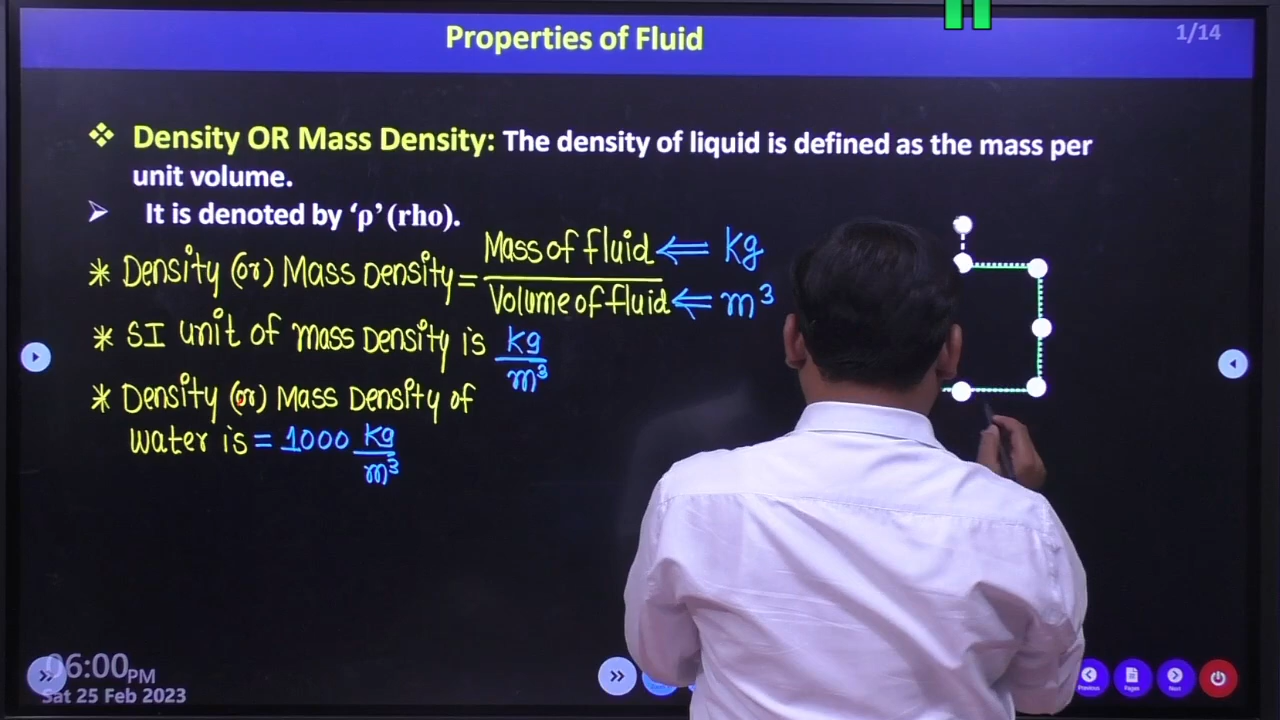 Properties of Fluid
1/14
❖ Density OR Mass Density: The density of liquid is defined as the mass per
unit volume.
➤ It is denoted by ‘ρ’ (rho).
* Density (or) Mass Density = Mass of fluid ⇐ kg
Volume of fluid ⇐ m³
* SI unit of mass Density is kg
m³
* Density (or) Mass Density of
water is = 1000 kg
m³
06:00PM
Sat 25 Feb 2023
Previous Pages Next